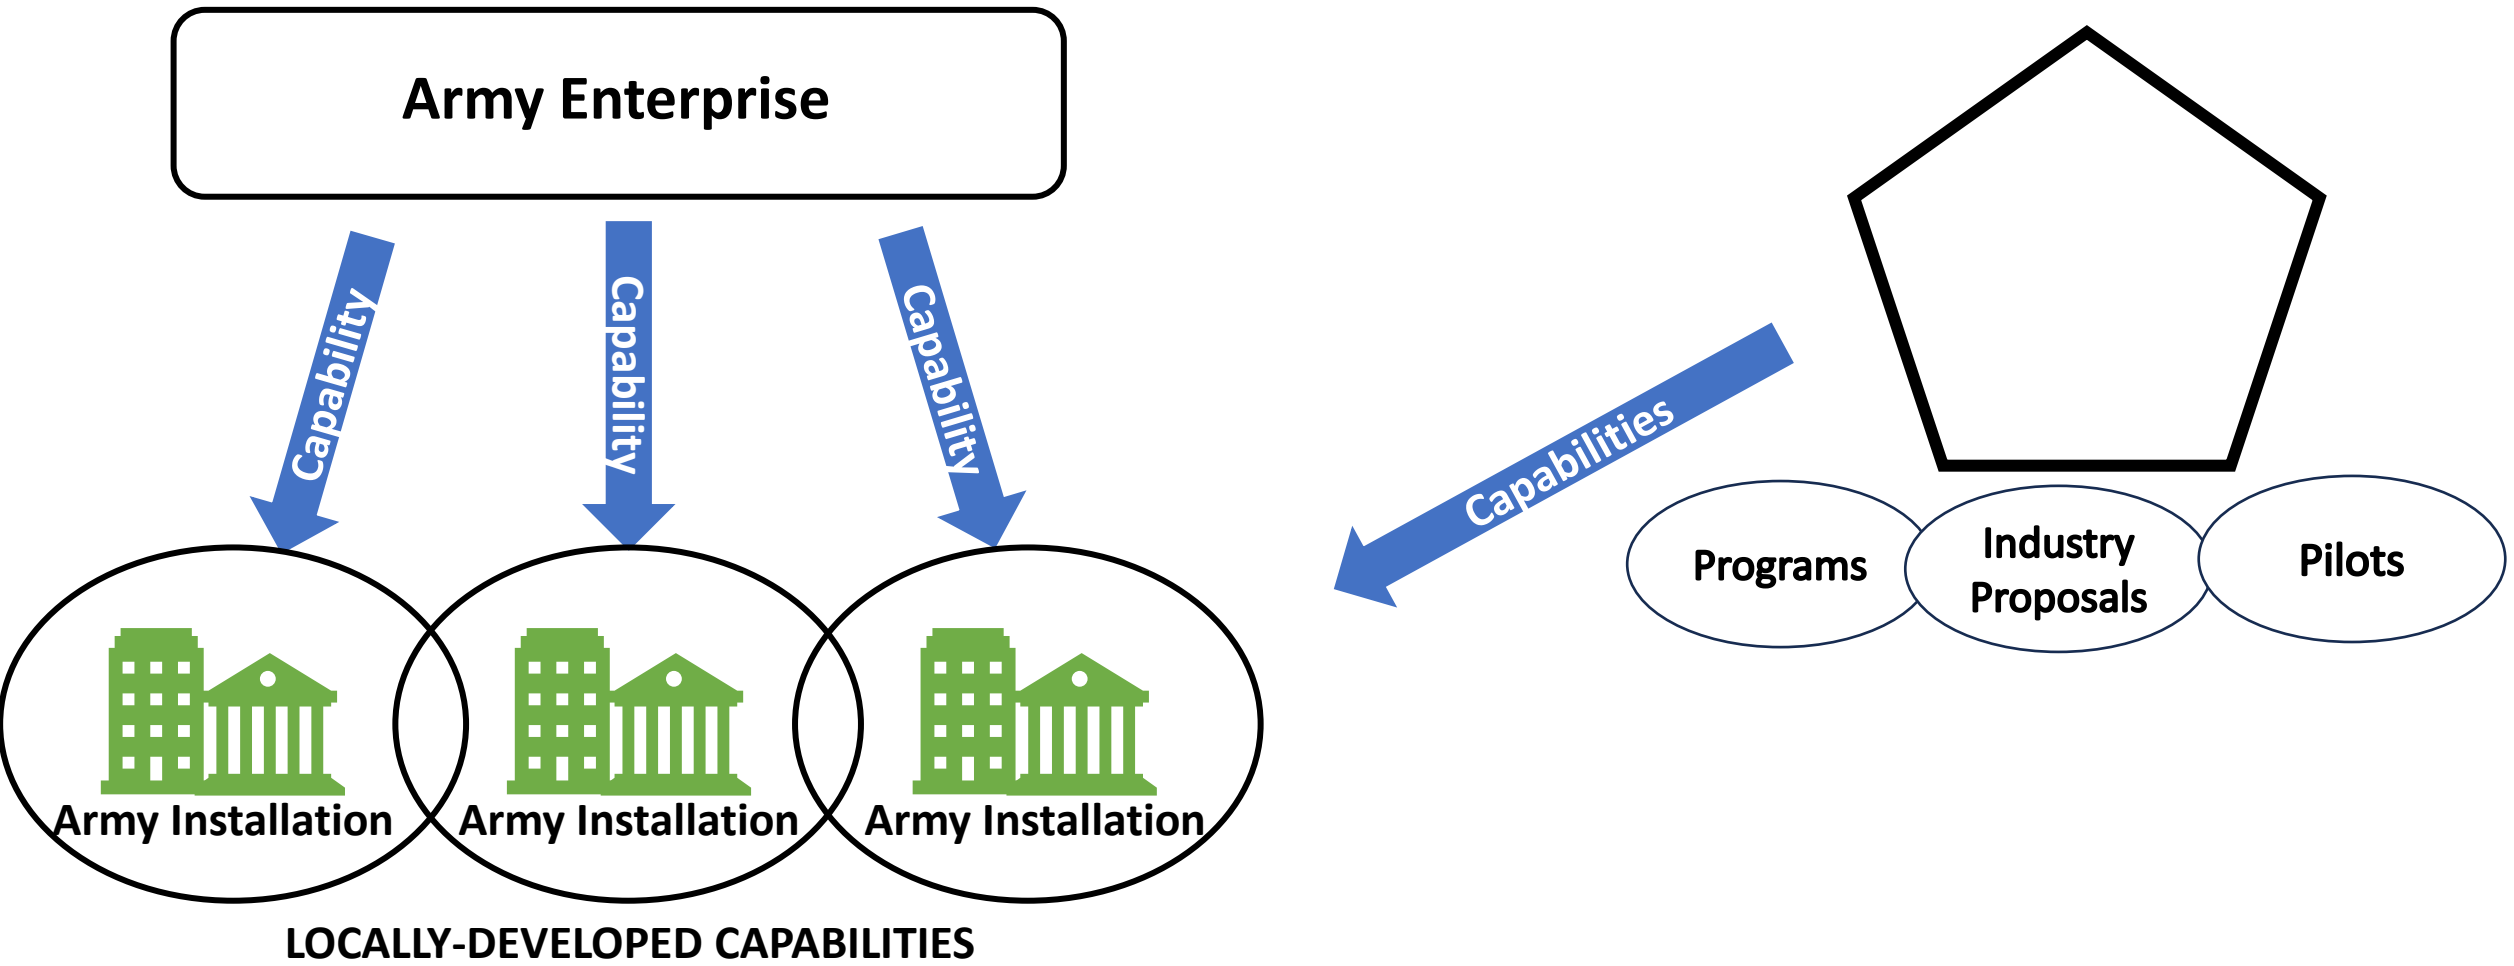 Army Enterprise
Capability
Capability
Capability
Capabilities
Programs
Industry
Proposals
Pilots
Army Installation
Army Installation
Army Installation
LOCALLY-DEVELOPED CAPABILITIES